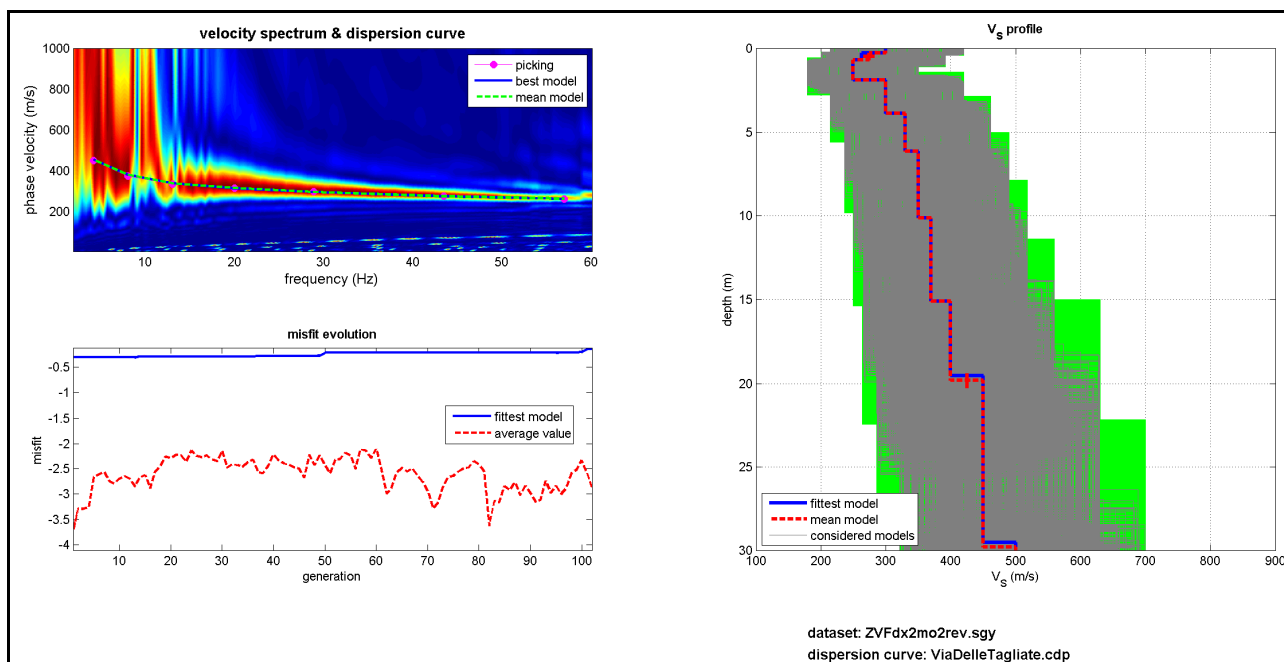 velocity spectrum & dispersion curve
1000
800
600
400
200
phase velocity (m/s)
picking
best model
mean model
10
20
30
40
50
60
frequency (Hz)
misfit evolution
-0.5
-1
-1.5
-2
-2.5
-3
-3.5
-4
misfit
fittest model
average value
10
20
30
40
50
60
70
80
90
100
generation
VS profile
0
5
10
15
20
25
30
depth (m)
fittest model
mean model
considered models
100
200
300
400
500
600
700
800
900
VS (m/s)
dataset: ZVFdx2mo2rev.sgy
dispersion curve: ViaDelleTagliate.cdp